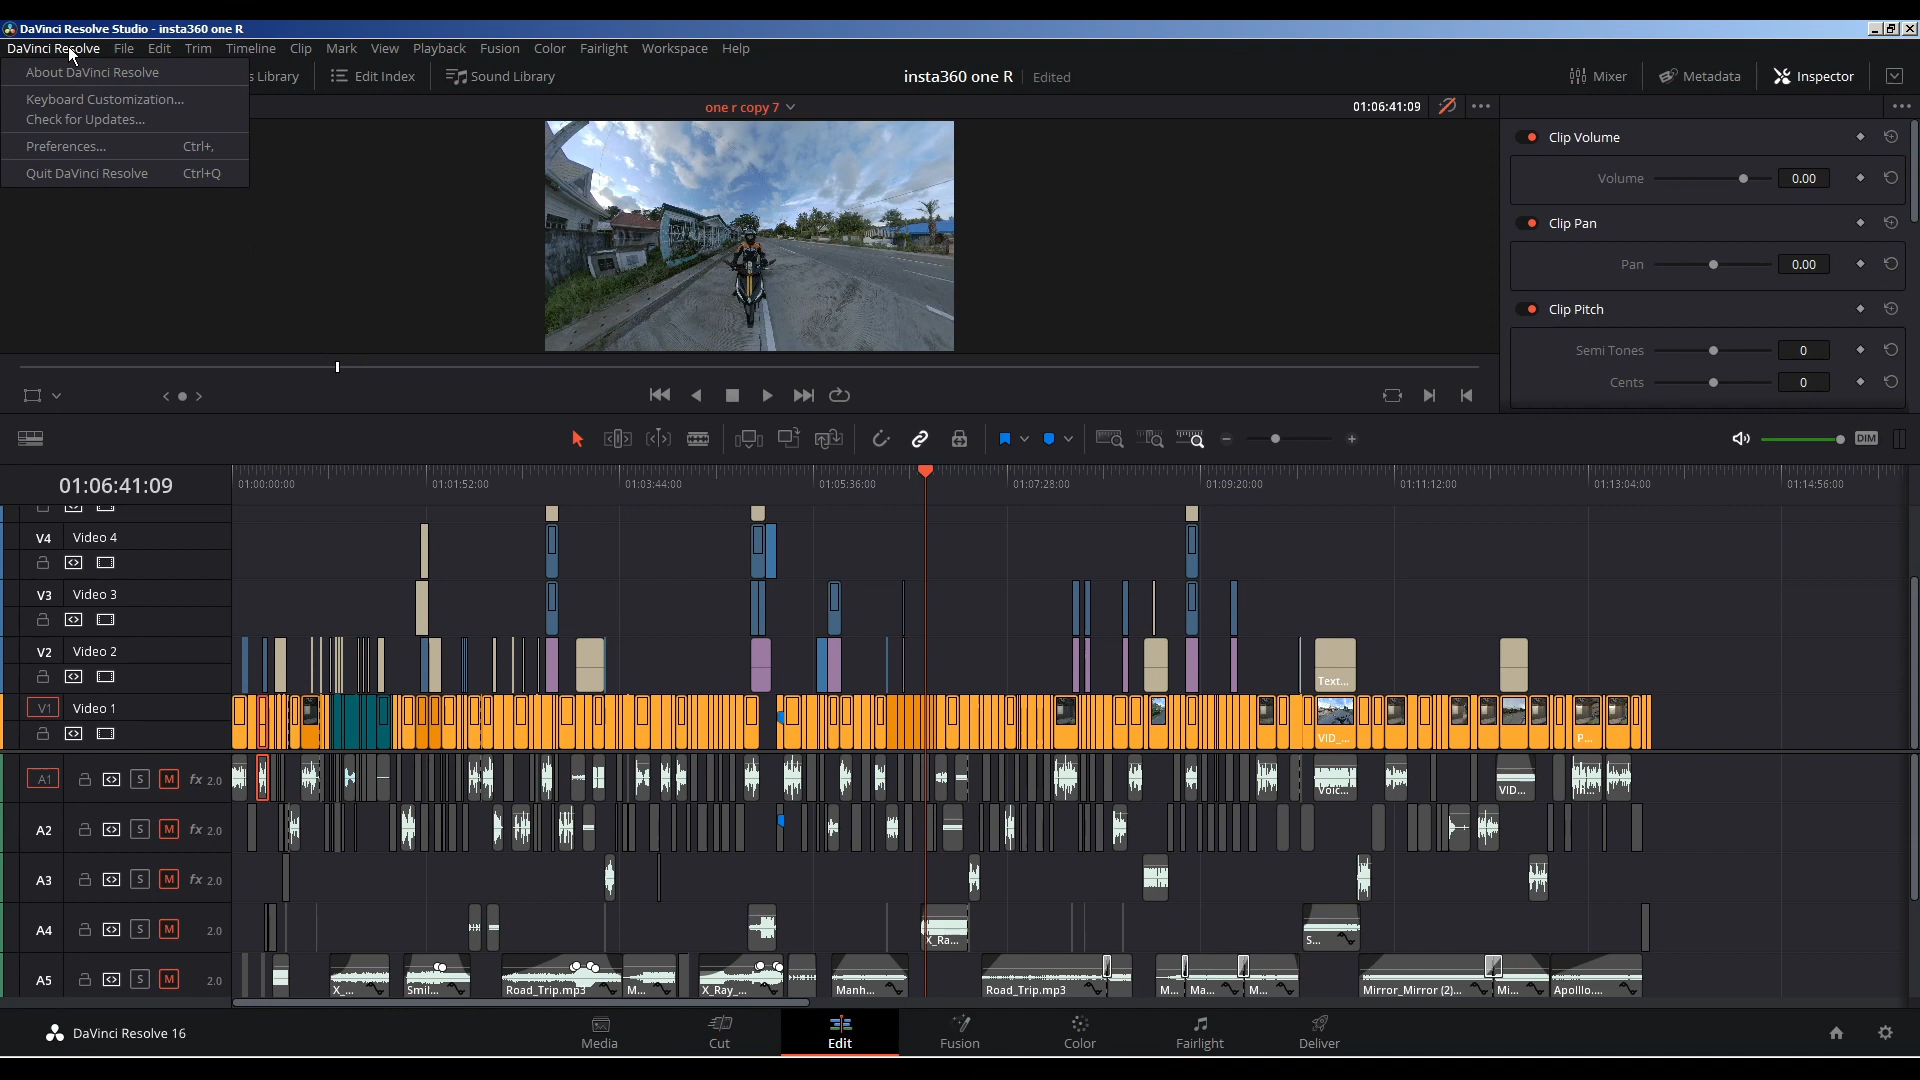 DaVinci Resolve Studio - insta360 one R
DaVinci Resolve File Edit Trim Timeline Clip Mark View Playback Fusion Color Fairlight Workspace Help
About DaVinci Resolve
Keyboard Customization...
Check for Updates...
Preferences... Ctrl+,
Quit DaVinci Resolve Ctrl+Q
s Library Edit Index Sound Library insta360 one R Edited Mixer Metadata Inspector
one r copy 7 01:06:41:09
Clip Volume
Volume 0.00
Clip Pan
Pan 0.00
Clip Pitch
Semi Tones 0
Cents 0
DIM
01:06:41:09
01:00:00:00 01:01:52:00 01:03:44:00 01:05:36:00 01:07:28:00 01:09:20:00 01:11:12:00 01:13:04:00 01:14:56:00
V4 Video 4
V3 Video 3
V2 Video 2
Text...
V1 Video 1
VID_... P...
A1 S M fx 2.0
Voic... VID...
A2 S M fx 2.0
A3 S M fx 2.0
A4 S M 2.0
X_Ra... S...
A5 S M 2.0
X_... Smil... Road_Trip.mp3 M... X_Ray_... Manh... Road_Trip.mp3 M... Ma... M... Mirror_Mirror (2)... Mi... Apolllo....
DaVinci Resolve 16
Media Cut Edit Fusion Color Fairlight Deliver